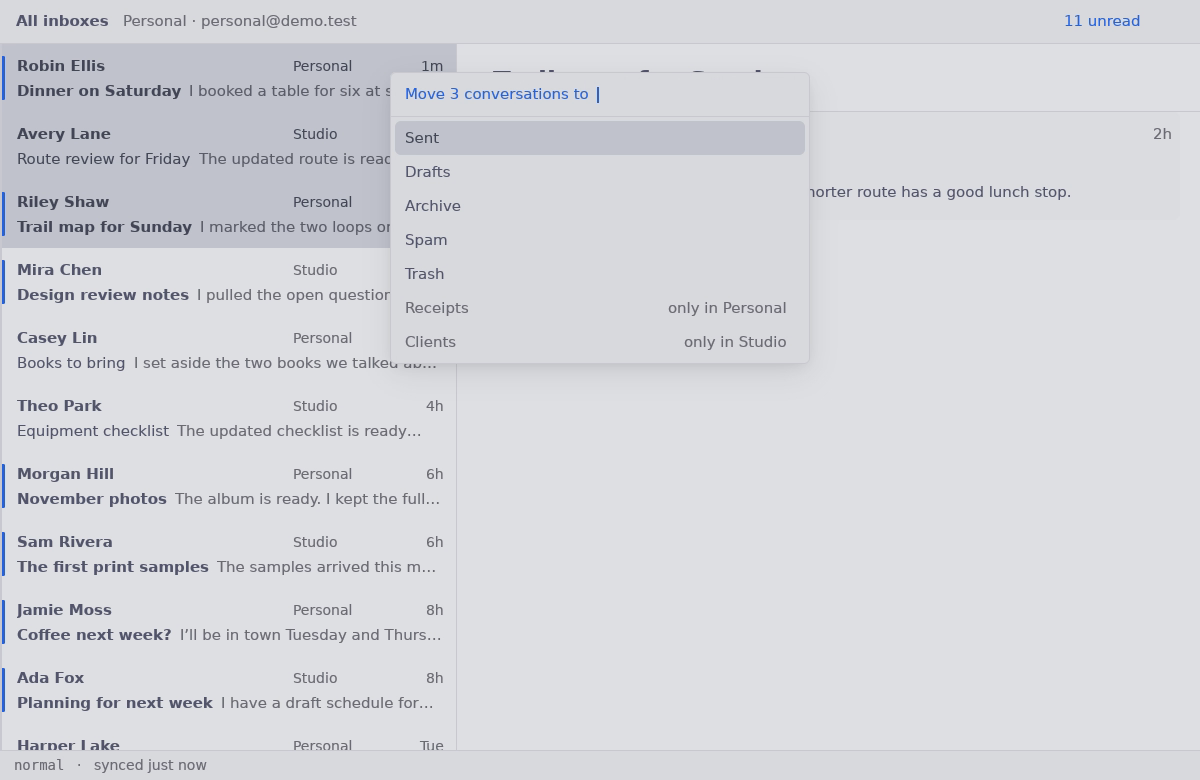 All inboxes Personal · personal@demo.test 11 unread
Robin Ellis Personal 1m
Dinner on Saturday I booked a table for six at s
Avery Lane Studio
Route review for Friday The updated route is read
Riley Shaw Personal
Trail map for Sunday I marked the two loops on
Mira Chen Studio
Design review notes I pulled the open question
Casey Lin Personal
Books to bring I set aside the two books we talked ab…
Theo Park Studio 4h
Equipment checklist The updated checklist is ready…
Morgan Hill Personal 6h
November photos The album is ready. I kept the full…
Sam Rivera Studio 6h
The first print samples The samples arrived this m…
Jamie Moss Personal 8h
Coffee next week? I’ll be in town Tuesday and Thurs…
Ada Fox Studio 8h
Planning for next week I have a draft schedule for…
Harper Lake Personal Tue
Move 3 conversations to
Sent
Drafts
Archive
Spam
Trash
Receipts only in Personal
Clients only in Studio
2h
horter route has a good lunch stop.
normal · synced just now